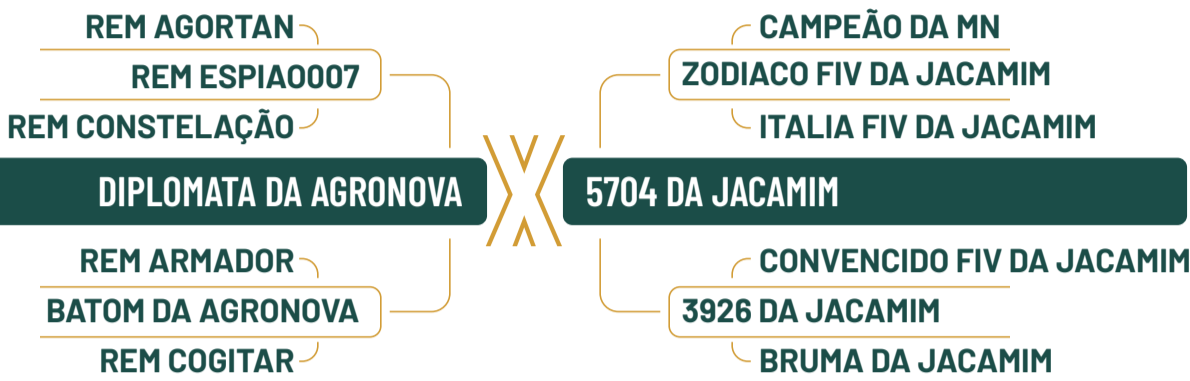 REM AGORTAN
REM ESPIAO007
REM CONSTELAÇÃO
DIPLOMATA DA AGRONOVA
REM ARMADOR
BATOM DA AGRONOVA
REM COGITAR
X
CAMPEÃO DA MN
ZODIACO FIV DA JACAMIM
ITALIA FIV DA JACAMIM
5704 DA JACAMIM
CONVENCIDO FIV DA JACAMIM
3926 DA JACAMIM
BRUMA DA JACAMIM